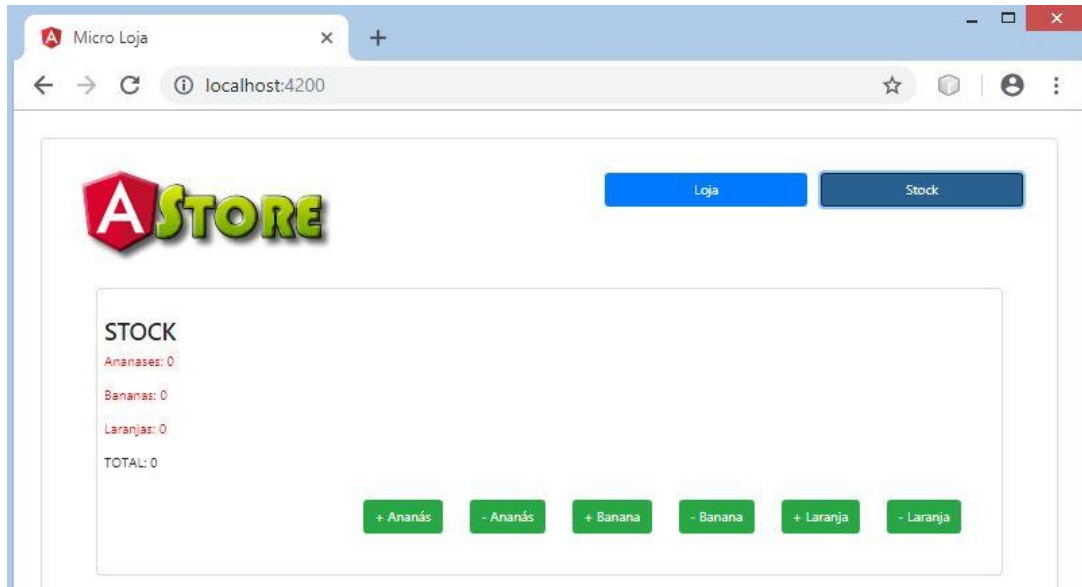 Micro Loja
localhost:4200
A STORE
Loja
Stock
STOCK
Ananases: 0
Bananas: 0
Laranjas: 0
TOTAL: 0
+ Ananás
- Ananás
+ Banana
- Banana
+ Laranja
- Laranja